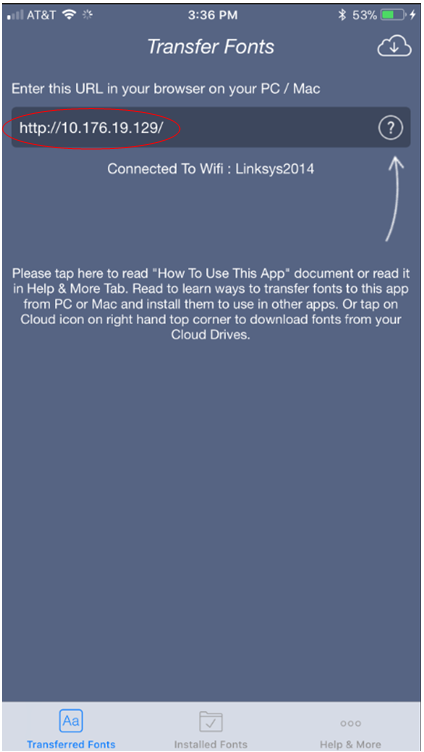 AT&T 3:36 PM 53%
Transfer Fonts
Enter this URL in your browser on your PC / Mac
http://10.176.19.129/ ?
Connected To Wifi : Linksys2014
Please tap here to read "How To Use This App" document or read it
in Help & More Tab. Read to learn ways to transfer fonts to this app
from PC or Mac and install them to use in other apps. Or tap on
Cloud icon on right hand top corner to download fonts from your
Cloud Drives.
Aa
Transferred Fonts Installed Fonts Help & More